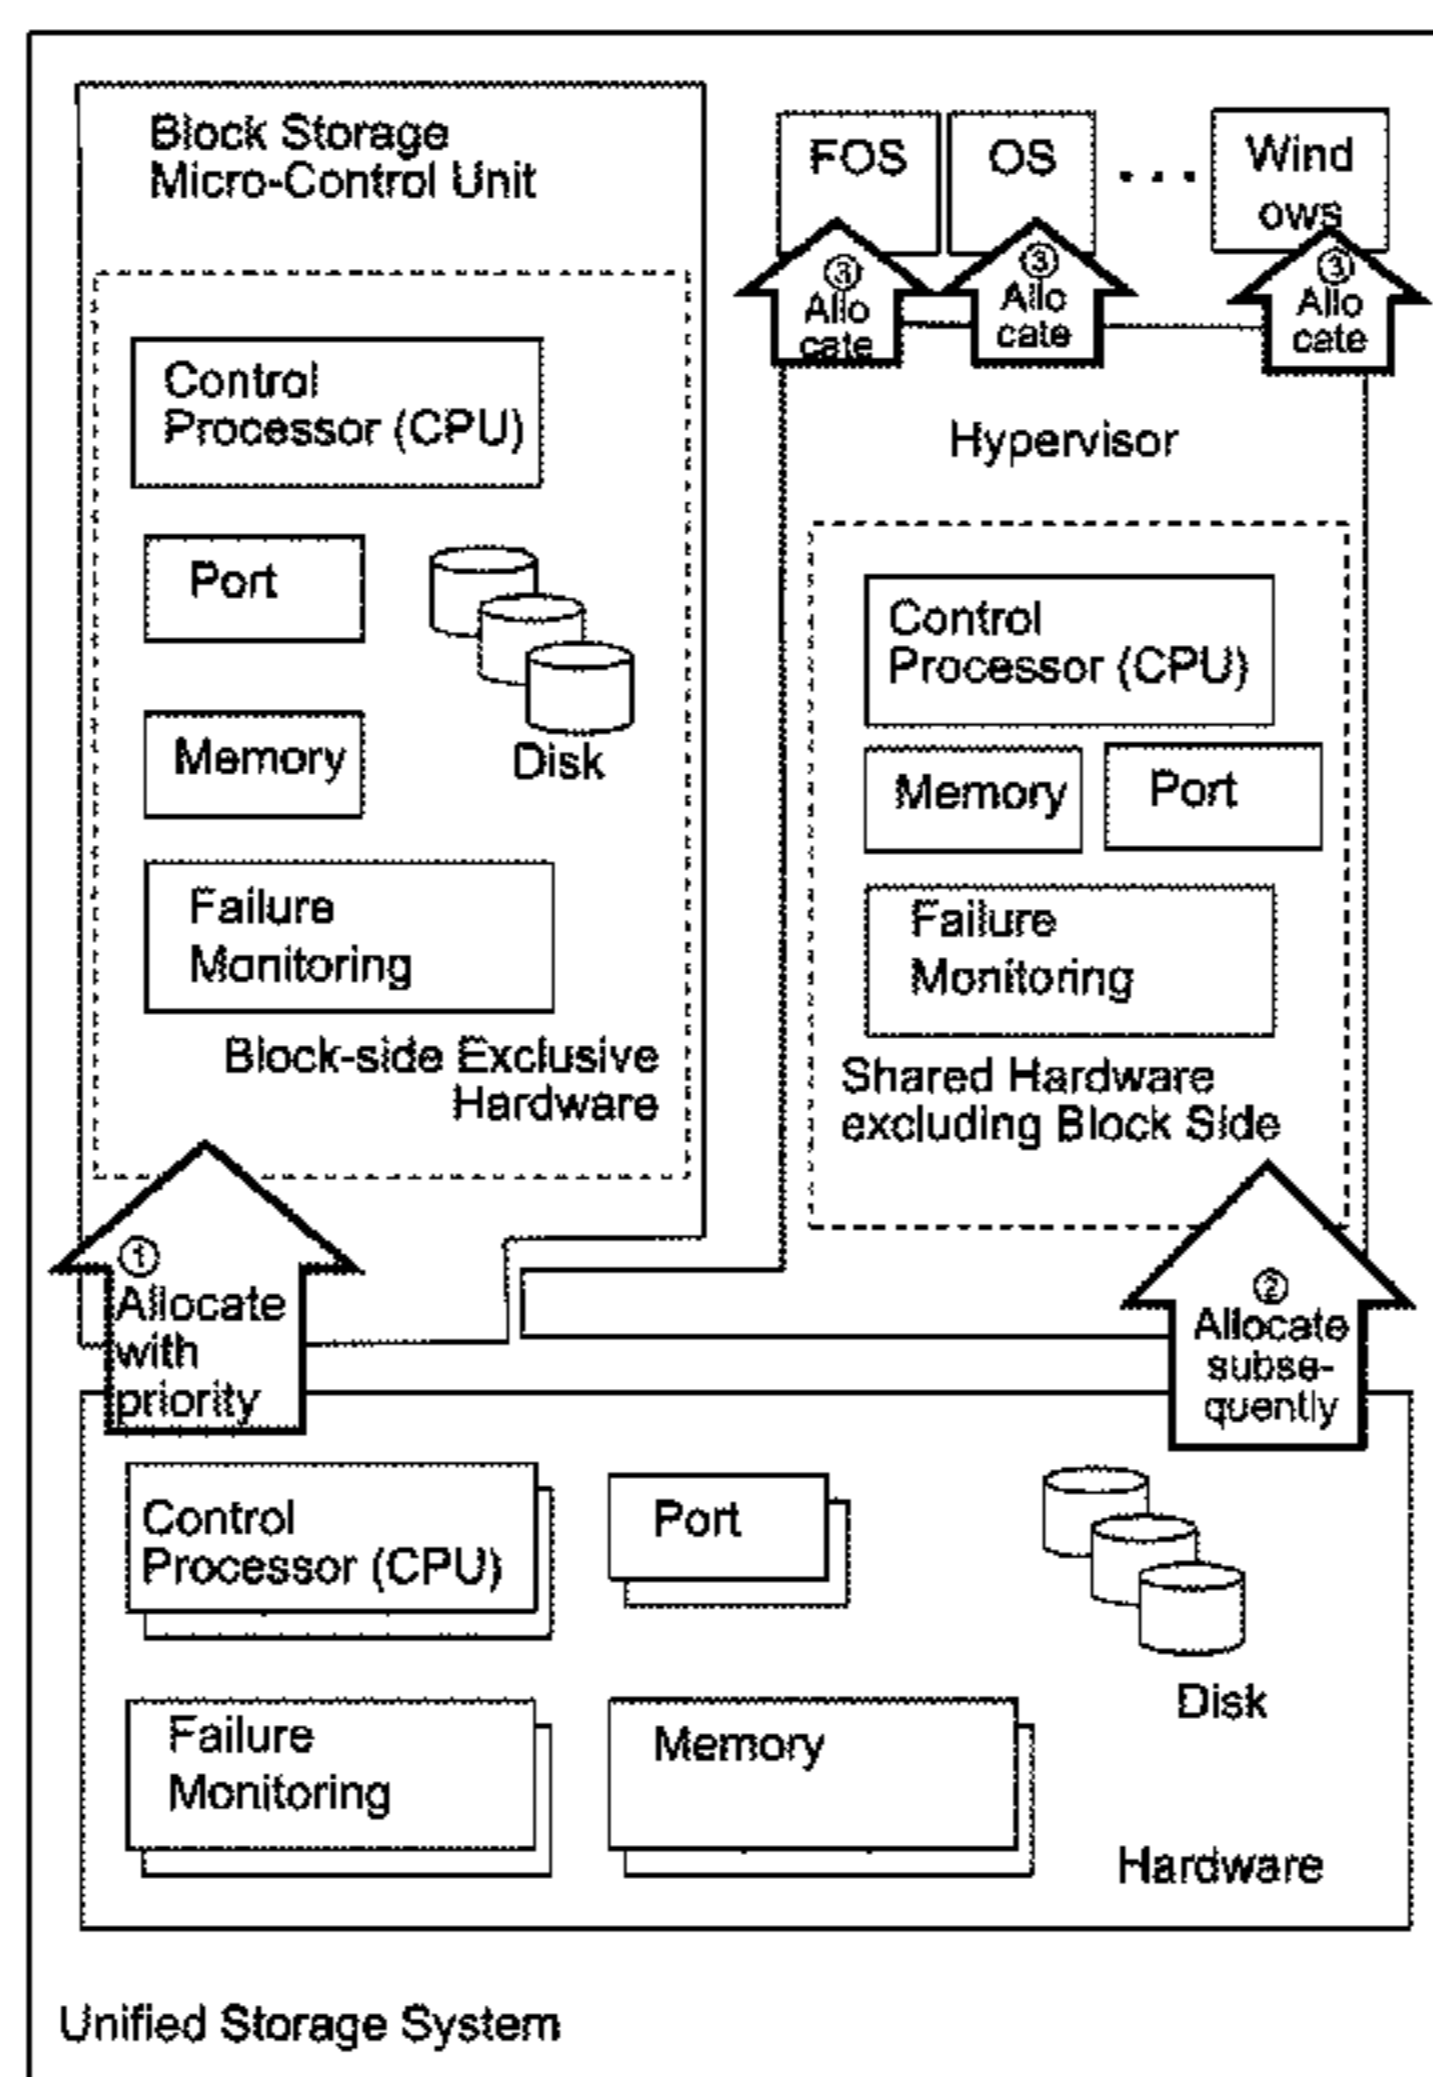 Block Storage
Micro-Control Unit
Control
Processor (CPU)
Port
Memory
Disk
Failure
Monitoring
Block-side Exclusive
Hardware
①
Allocate
with
priority
FOS
OS
...
Wind
ows
③
Allo
cate
③
Allo
cate
③
Allo
cate
Hypervisor
Control
Processor (CPU)
Memory
Port
Failure
Monitoring
Shared Hardware
excluding Block Side
②
Allocate
subse-
quently
Control
Processor (CPU)
Port
Disk
Failure
Monitoring
Memory
Hardware
Unified Storage System